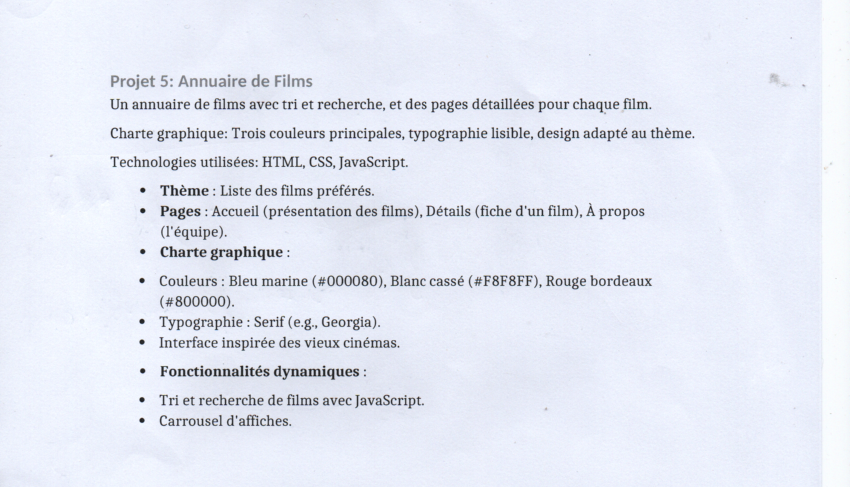 Projet 5: Annuaire de Films
Un annuaire de films avec tri et recherche, et des pages détaillées pour chaque film.
Charte graphique: Trois couleurs principales, typographie lisible, design adapté au thème.
Technologies utilisées: HTML, CSS, JavaScript.
• Thème : Liste des films préférés.
• Pages : Accueil (présentation des films), Détails (fiche d'un film), À propos
(l'équipe).
• Charte graphique :
• Couleurs : Bleu marine (#000080), Blanc cassé (#F8F8FF), Rouge bordeaux
(#800000).
• Typographie : Serif (e.g., Georgia).
• Interface inspirée des vieux cinémas.
• Fonctionnalités dynamiques :
• Tri et recherche de films avec JavaScript.
• Carrousel d'affiches.